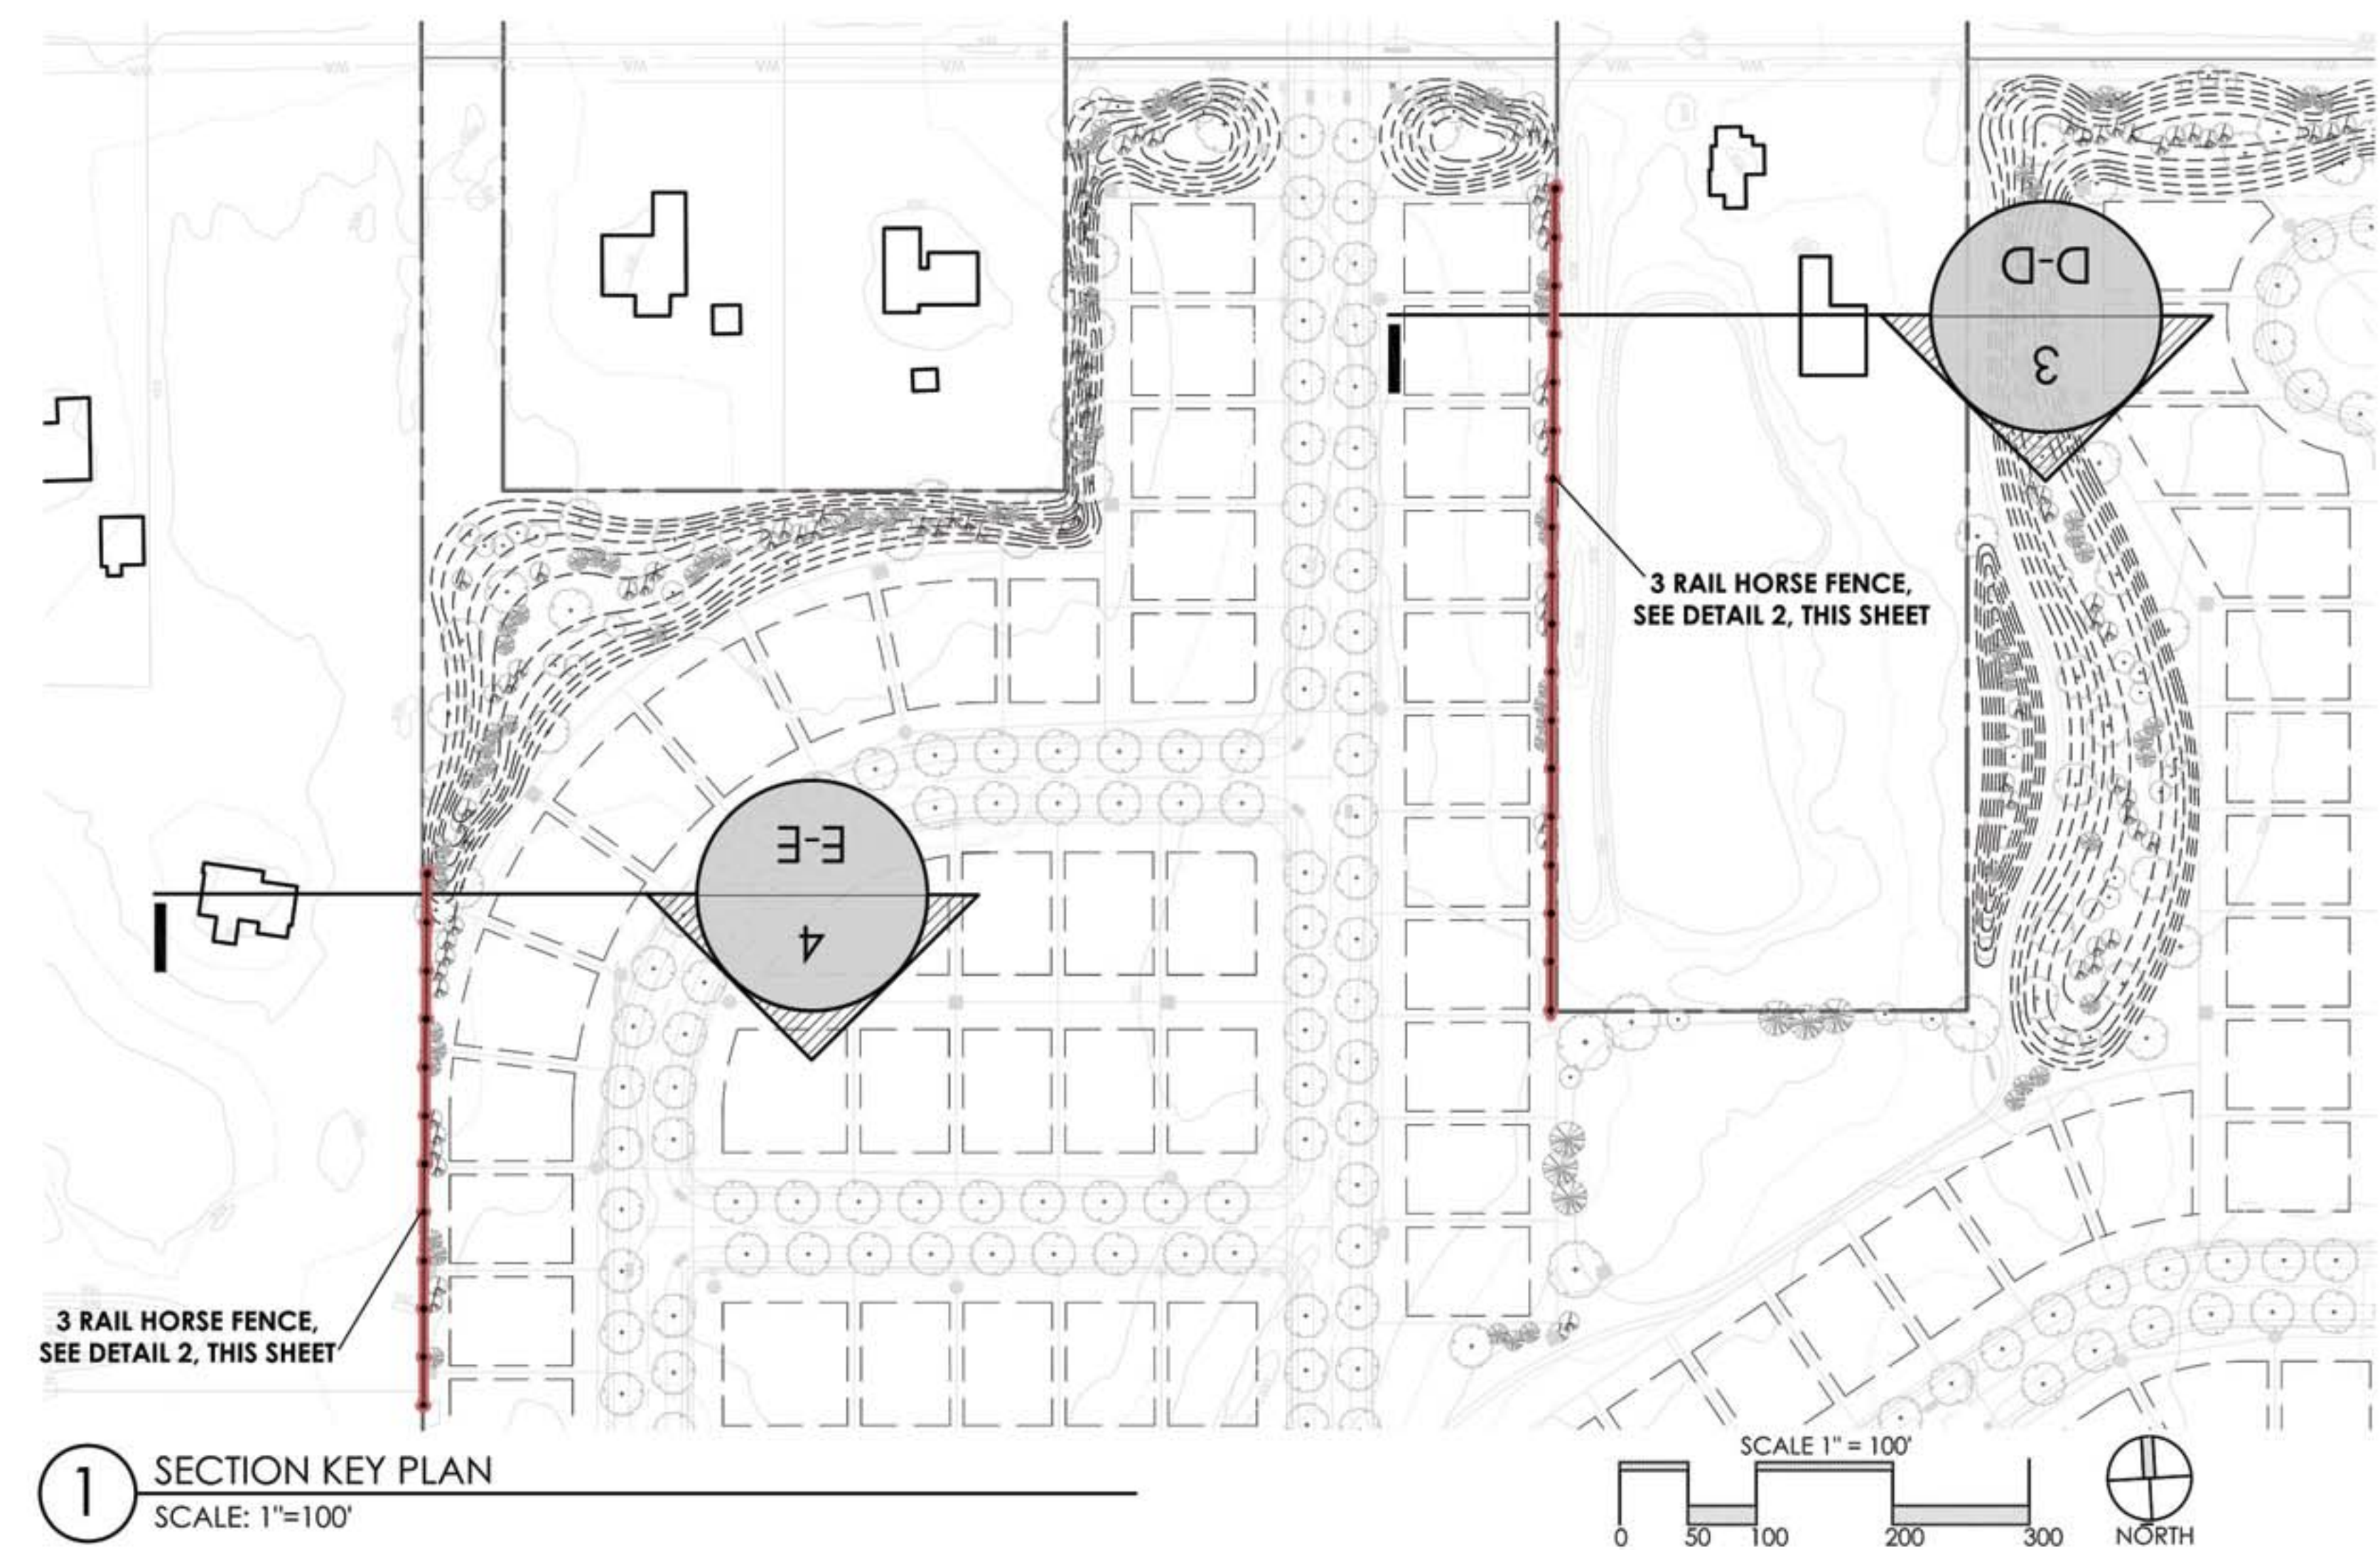 D-D
3
3 RAIL HORSE FENCE,
SEE DETAIL 2, THIS SHEET
E-E
4
3 RAIL HORSE FENCE,
SEE DETAIL 2, THIS SHEET
1
SECTION KEY PLAN
SCALE: 1"=100'
SCALE 1" = 100'
0 50 100 200 300
NORTH